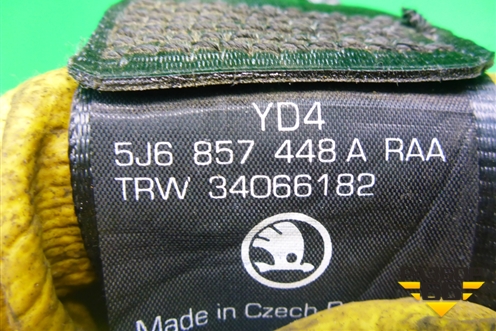 YD4
5J6 857 448 A RAA
TRW 34066182
Made in Czech